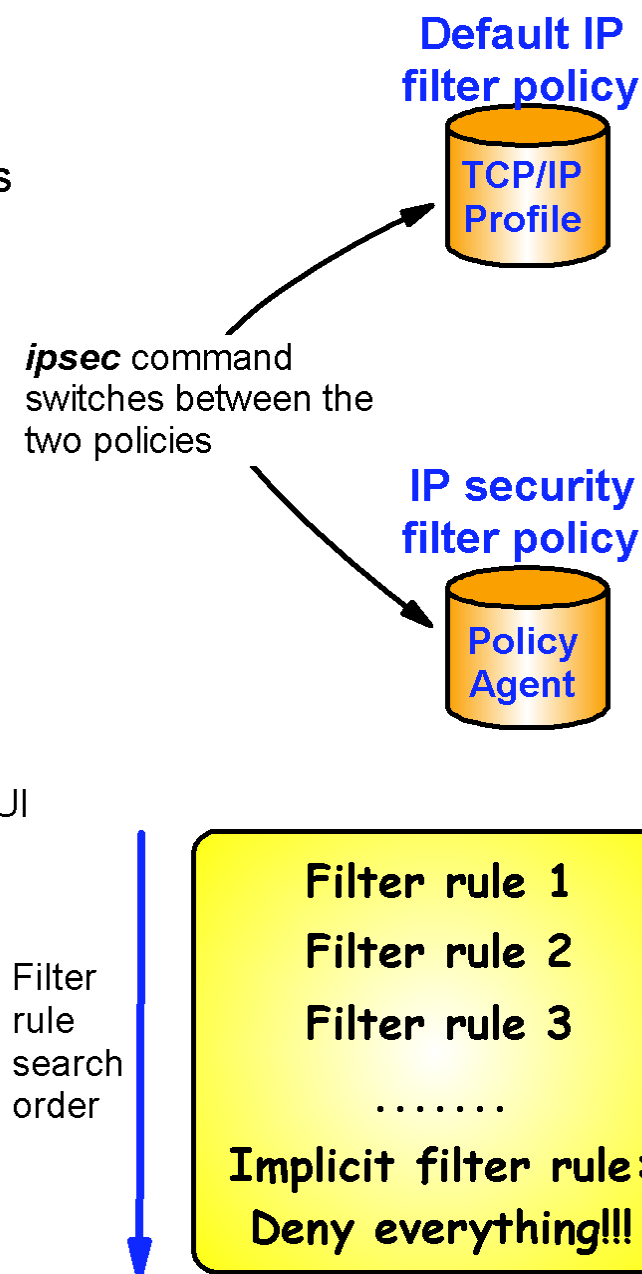 Default IP
filter policy
TCP/IP
Profile
s
ipsec command
switches between the
two policies
IP security
filter policy
Policy
Agent
UI
Filter rule 1
Filter rule 2
Filter rule 3
.......
Implicit filter rule:
Deny everything!!!
Filter
rule
search
order